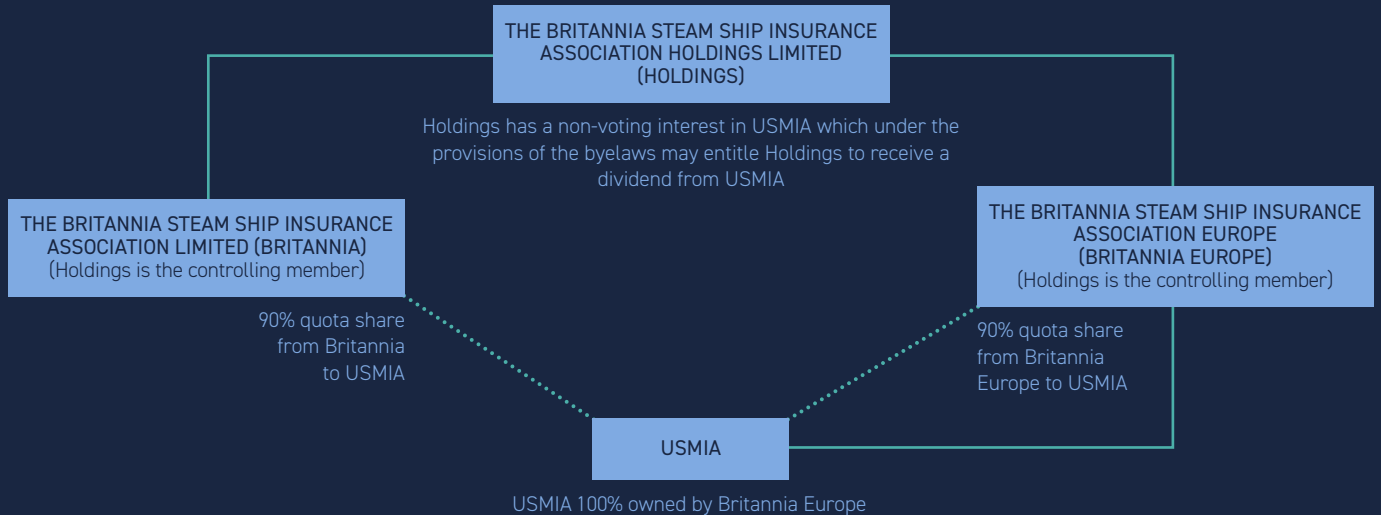 THE BRITANNIA STEAM SHIP INSURANCE
ASSOCIATION HOLDINGS LIMITED
(HOLDINGS)
Holdings has a non-voting interest in USMIA which under the
provisions of the byelaws may entitle Holdings to receive a
dividend from USMIA
THE BRITANNIA STEAM SHIP INSURANCE
ASSOCIATION LIMITED (BRITANNIA)
(Holdings is the controlling member)
THE BRITANNIA STEAM SHIP INSURANCE
ASSOCIATION EUROPE
(BRITANNIA EUROPE)
(Holdings is the controlling member)
90% quota share
from Britannia
to USMIA
90% quota share
from Britannia
Europe to USMIA
USMIA
USMIA 100% owned by Britannia Europe